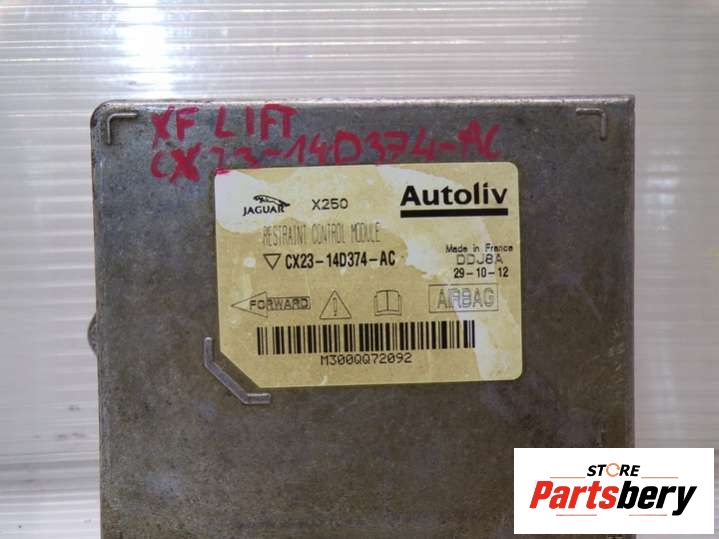 XF LIFT
CX23-14D374-AC
JAGUAR X250 Autoliv
RESTRAINT CONTROL MODULE
CX23-14D374-AC
Made in France
DDJ8A
29-10-12
FORWARD AIRBAG
M300QQ72092
STORE
Partsbery